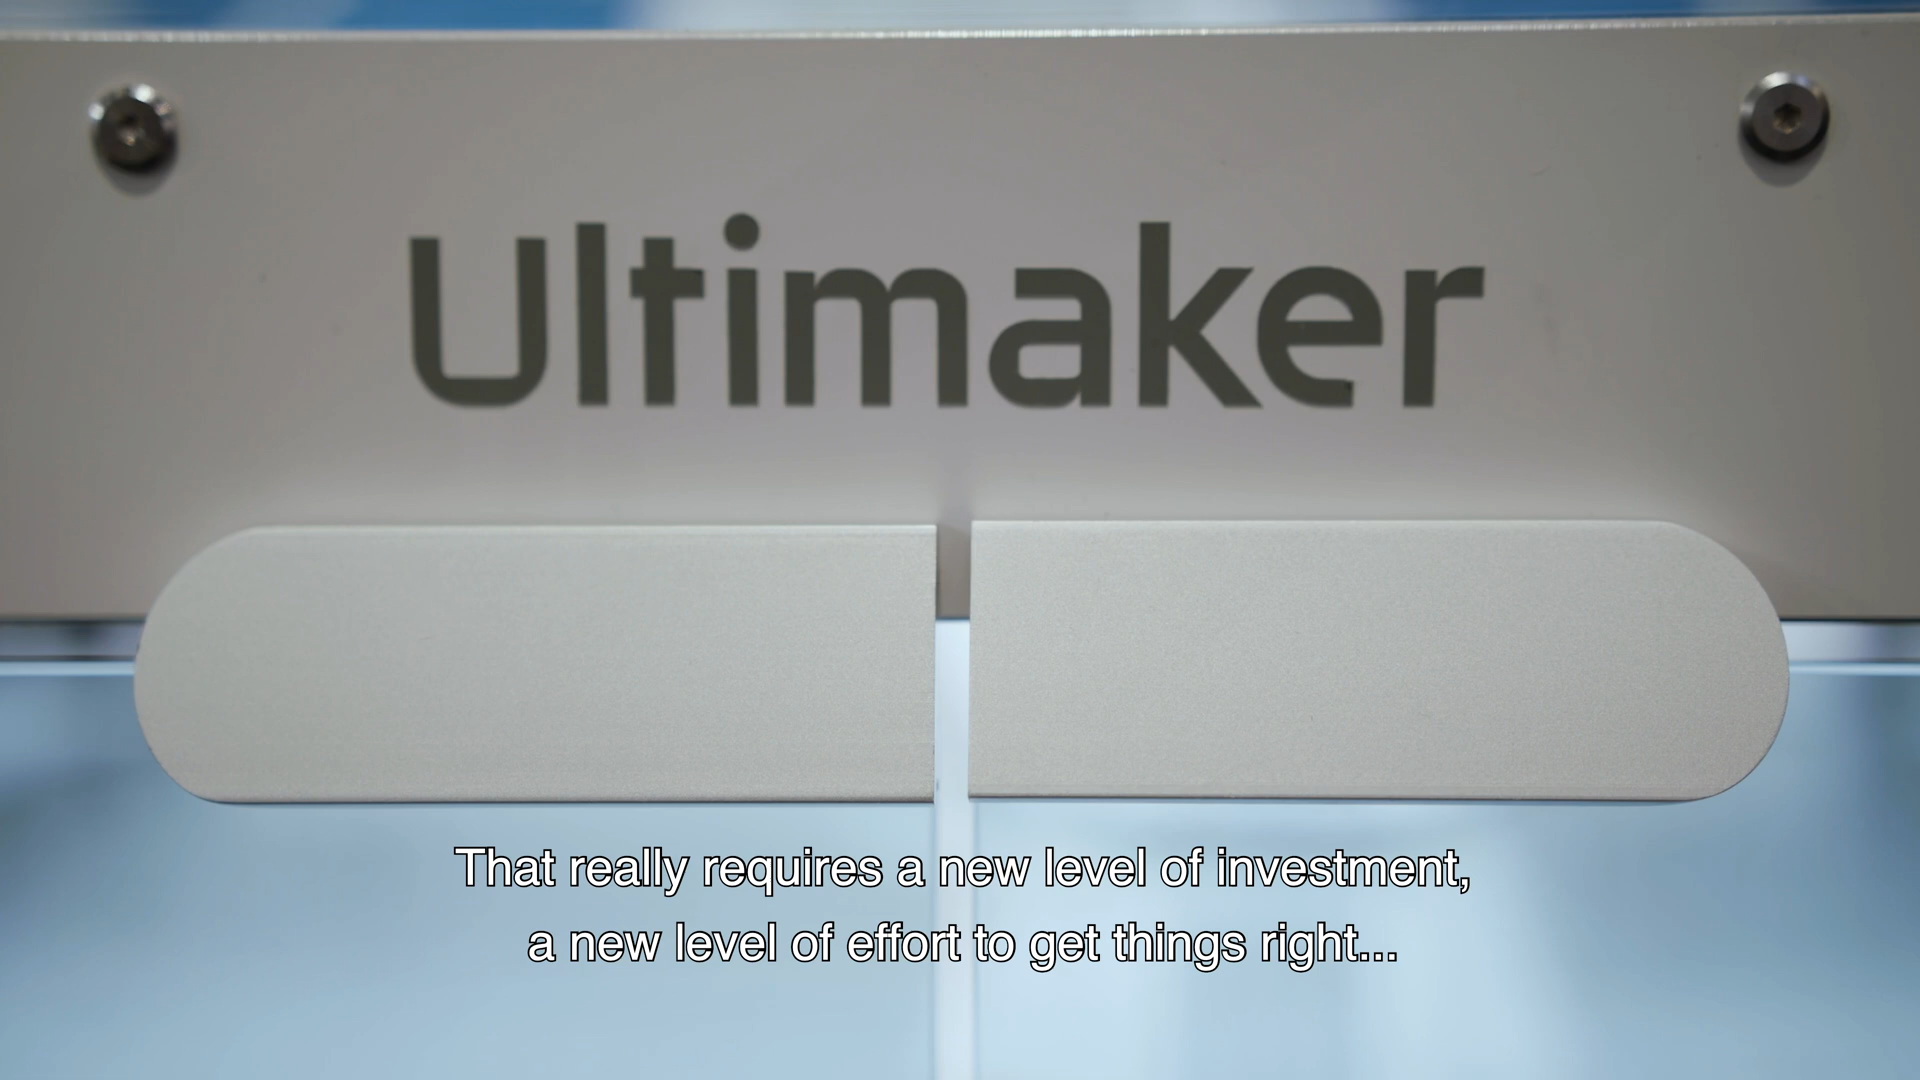 Ultimaker
That really requires a new level of investment,
a new level of effort to get things right...